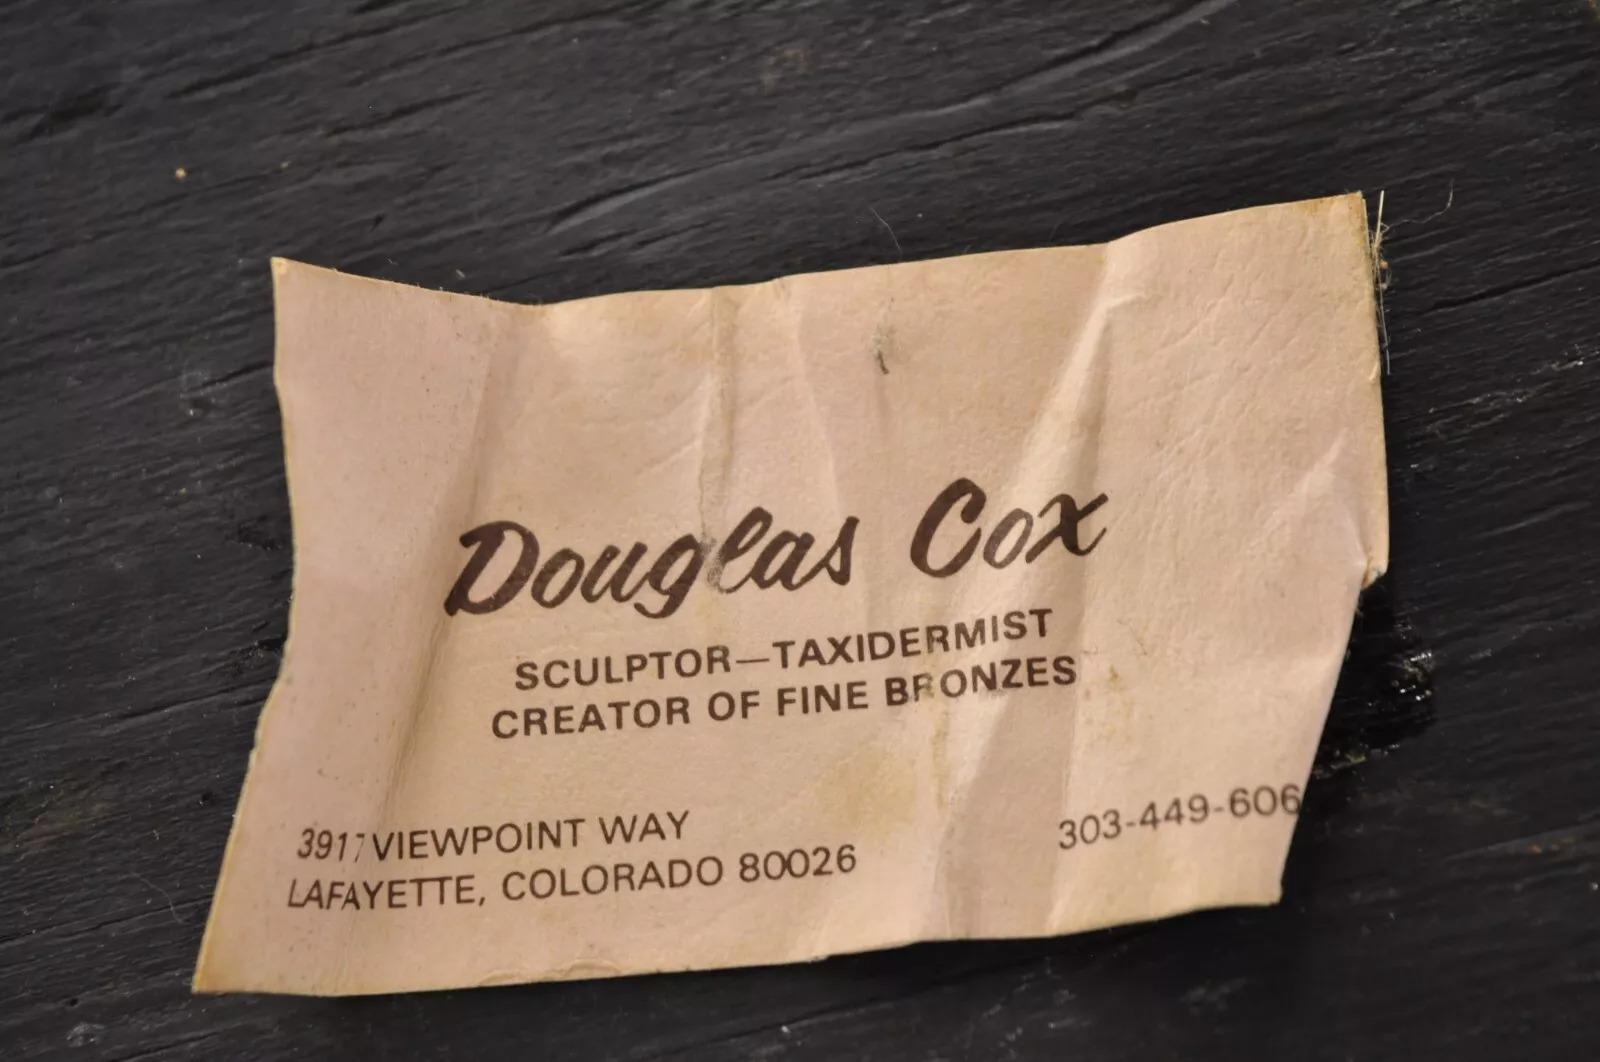 Douglas Cox
SCULPTOR—TAXIDERMIST
CREATOR OF FINE BRONZES
3917 VIEWPOINT WAY
LAFAYETTE, COLORADO 80026
303-449-606